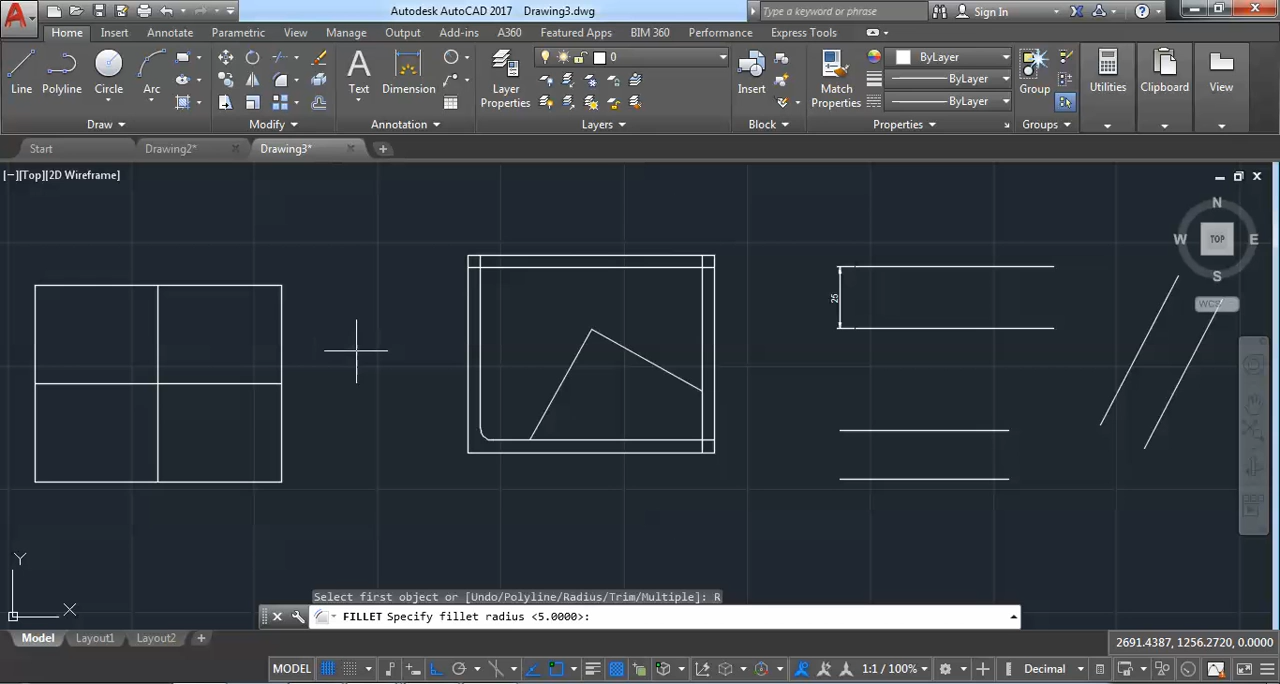 Autodesk AutoCAD 2017 Drawing3.dwg
Type a keyword or phrase
Sign In
Home Insert Annotate Parametric View Manage Output Add-ins A360 Featured Apps BIM 360 Performance Express Tools
Line Polyline Circle Arc
Draw
Modify
Text Dimension
Annotation
Layer
Properties
0
Layers
Insert
Block
Match
Properties
ByLayer
ByLayer
ByLayer
Properties
Group
Groups
Utilities
Clipboard
View
Start Drawing2* Drawing3*
[−][Top][2D Wireframe]
N
W TOP E
S
WCS
25
Y
X
Select first object or [Undo/Polyline/Radius/Trim/Multiple]: R
FILLET Specify fillet radius <5.0000>:
Model Layout1 Layout2
2691.4387, 1256.2720, 0.0000
MODEL 1:1 / 100% Decimal